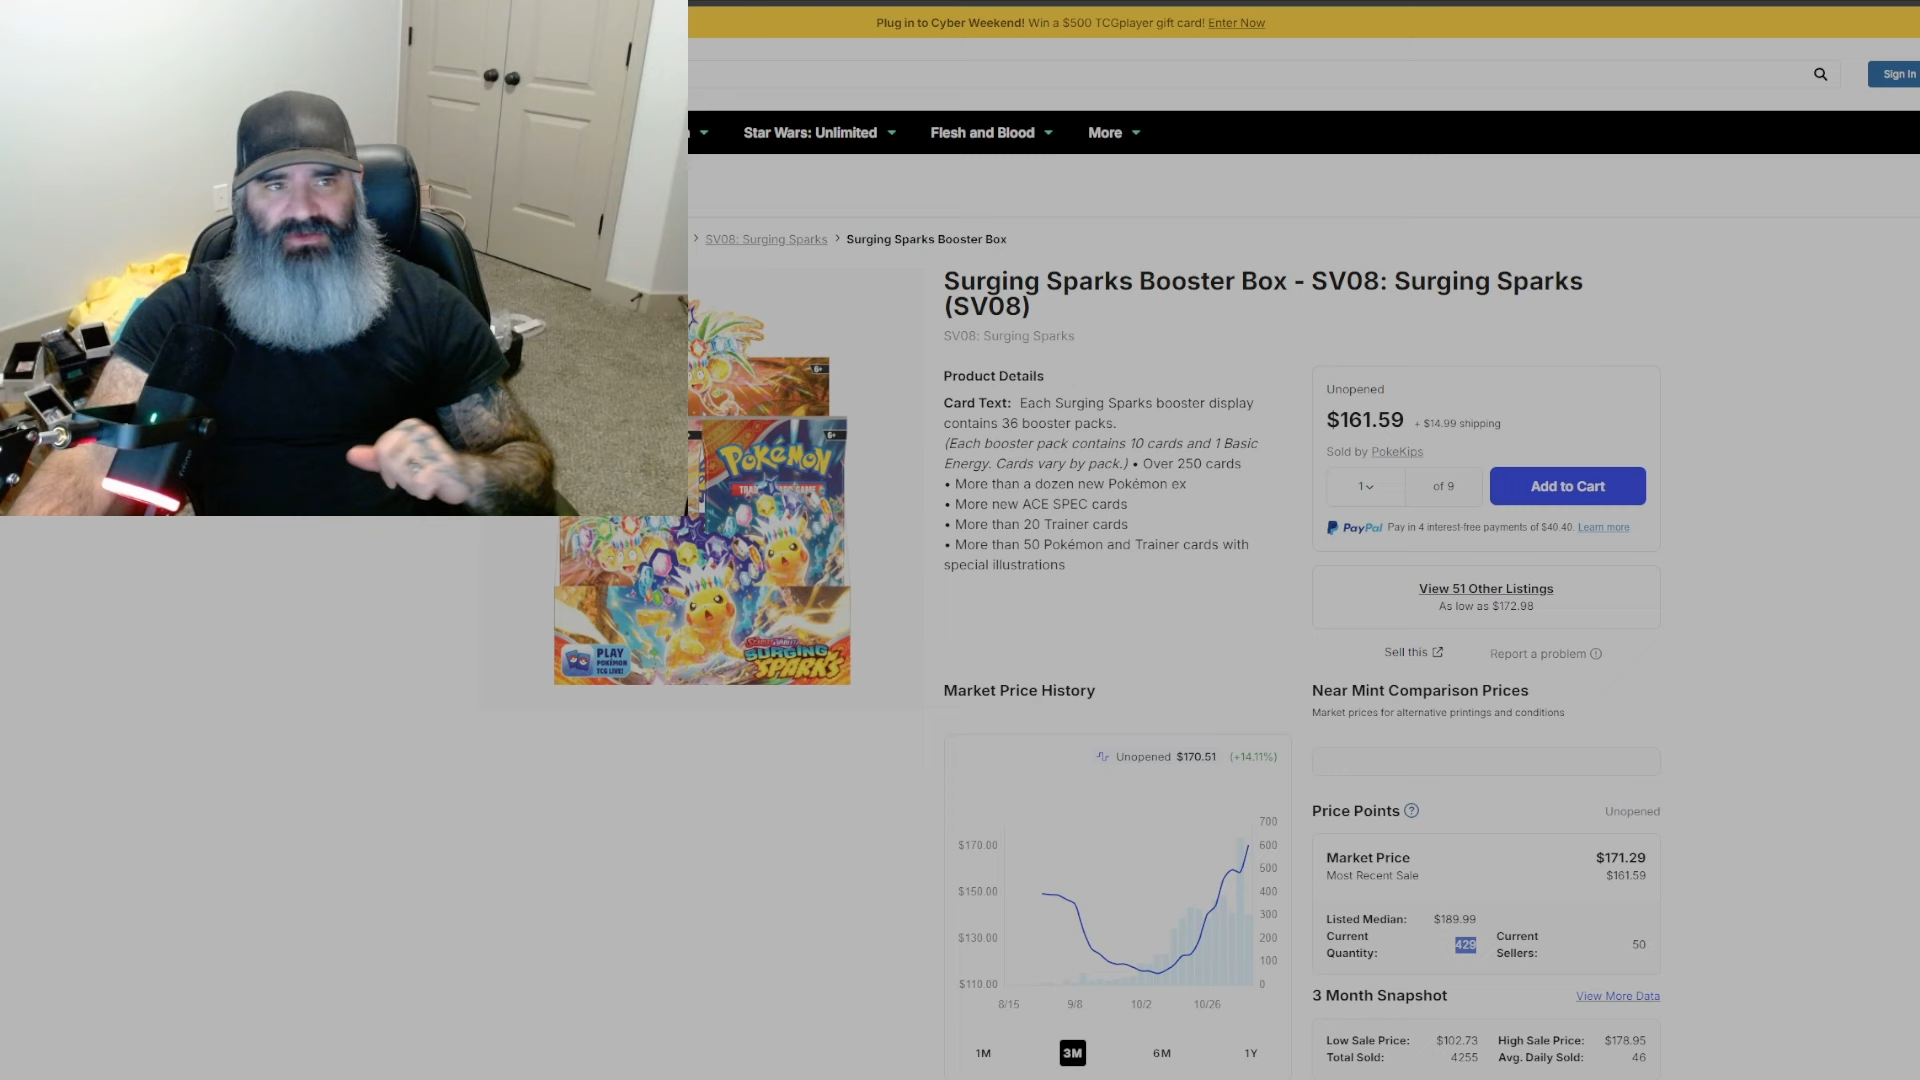 Plug in to Cyber Weekend! Win a $500 TCGplayer gift card! Enter Now
Sign In
Star Wars: Unlimited
Flesh and Blood
More
SV08: Surging Sparks > Surging Sparks Booster Box
Surging Sparks Booster Box - SV08: Surging Sparks
(SV08)
SV08: Surging Sparks
Product Details
Card Text: Each Surging Sparks booster display
contains 36 booster packs.
(Each booster pack contains 10 cards and 1 Basic
Energy. Cards vary by pack.) • Over 250 cards
• More than a dozen new Pokémon ex
• More new ACE SPEC cards
• More than 20 Trainer cards
• More than 50 Pokémon and Trainer cards with
special illustrations
Unopened
$161.59 + $14.99 shipping
Sold by PokeKips
1 of 9
Add to Cart
PayPal Pay in 4 interest-free payments of $40.40. Learn more
View 51 Other Listings
As low as $172.98
Sell this
Report a problem
6+
6+
POKéMON
PLAY
POKÉMON
TCG LIVE!
SURGING
SPARKS
Market Price History
Unopened $170.51 (+14.11%)
$170.00
$150.00
$130.00
$110.00
700
600
500
400
300
200
100
0
8/15 9/8 10/2 10/26
1M 3M 6M 1Y
Near Mint Comparison Prices
Market prices for alternative printings and conditions
Price Points
Unopened
Market Price $171.29
Most Recent Sale $161.59
Listed Median: $189.99
Current
Quantity: 429
Current
Sellers: 50
3 Month Snapshot
View More Data
Low Sale Price: $102.73 High Sale Price: $178.95
Total Sold: 4255 Avg. Daily Sold: 46